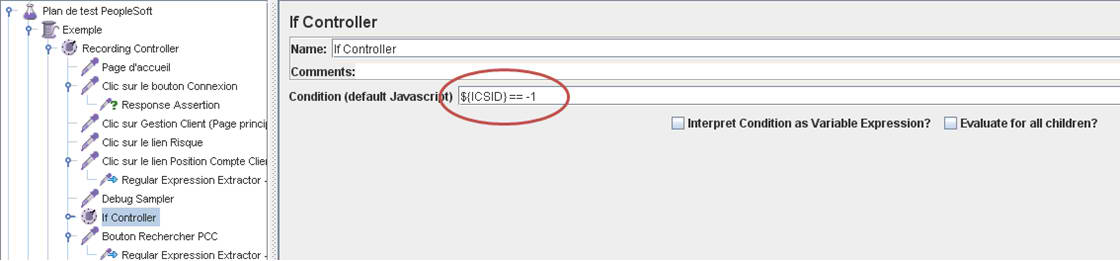 Plan de test PeopleSoft
Exemple
Recording Controller
Page d'accueil
Clic sur le bouton Connexion
Response Assertion
Clic sur Gestion Client (Page princip
Clic sur le lien Risque
Clic sur le lien Position Compte Clien
Regular Expression Extractor -
Debug Sampler
If Controller
Bouton Rechercher PCC
Regular Expression Extractor -
If Controller
Name: If Controller
Comments:
Condition (default Javascript) ${ICSID} == -1
Interpret Condition as Variable Expression? Evaluate for all children?